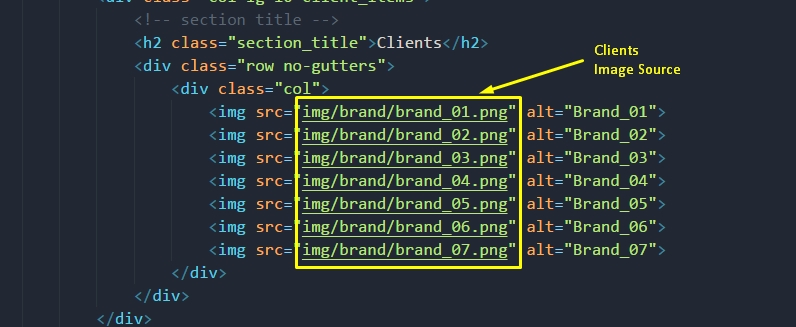 <div class="col-lg-10 client_items">
<!-- section title -->
<h2 class="section_title">Clients</h2>
<div class="row no-gutters">
<div class="col">
<img src="img/brand/brand_01.png" alt="Brand_01">
<img src="img/brand/brand_02.png" alt="Brand_02">
<img src="img/brand/brand_03.png" alt="Brand_03">
<img src="img/brand/brand_04.png" alt="Brand_04">
<img src="img/brand/brand_05.png" alt="Brand_05">
<img src="img/brand/brand_06.png" alt="Brand_06">
<img src="img/brand/brand_07.png" alt="Brand_07">
</div>
</div>
</div>
Clients
Image Source